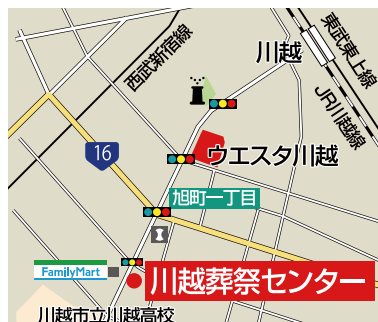 西武新宿線
川越
東武東上線
JR川越線
16
ウエスタ川越
旭町一丁目
FamilyMart
川越葬祭センター
川越市立川越高校